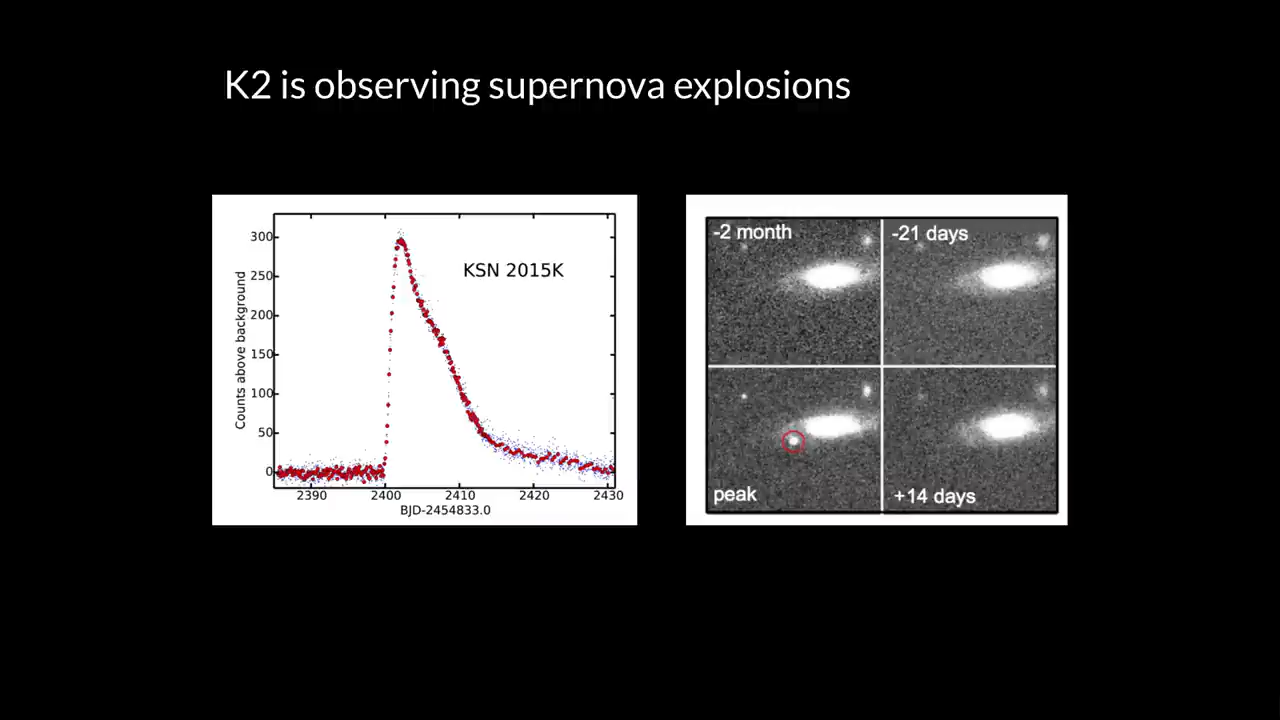 K2 is observing supernova explosions
300
250
200
150
100
50
0
Counts above background
KSN 2015K
2390 2400 2410 2420 2430
BJD-2454833.0
-2 month
-21 days
peak
+14 days